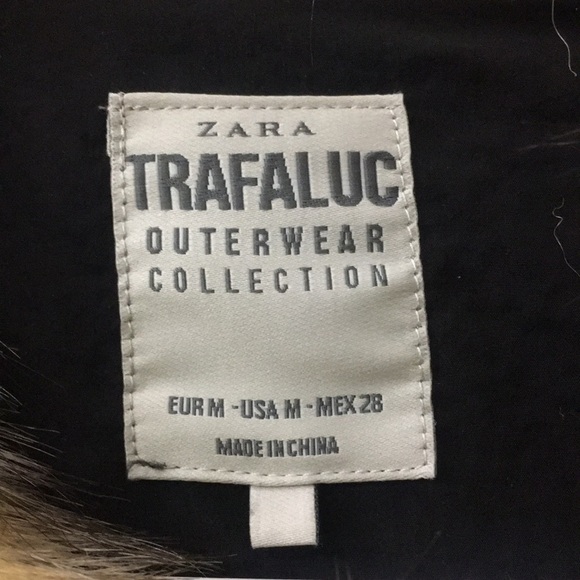 ZARA
TRAFALUC
OUTERWEAR
COLLECTION
EUR M - USA M - MEX 28
MADE IN CHINA